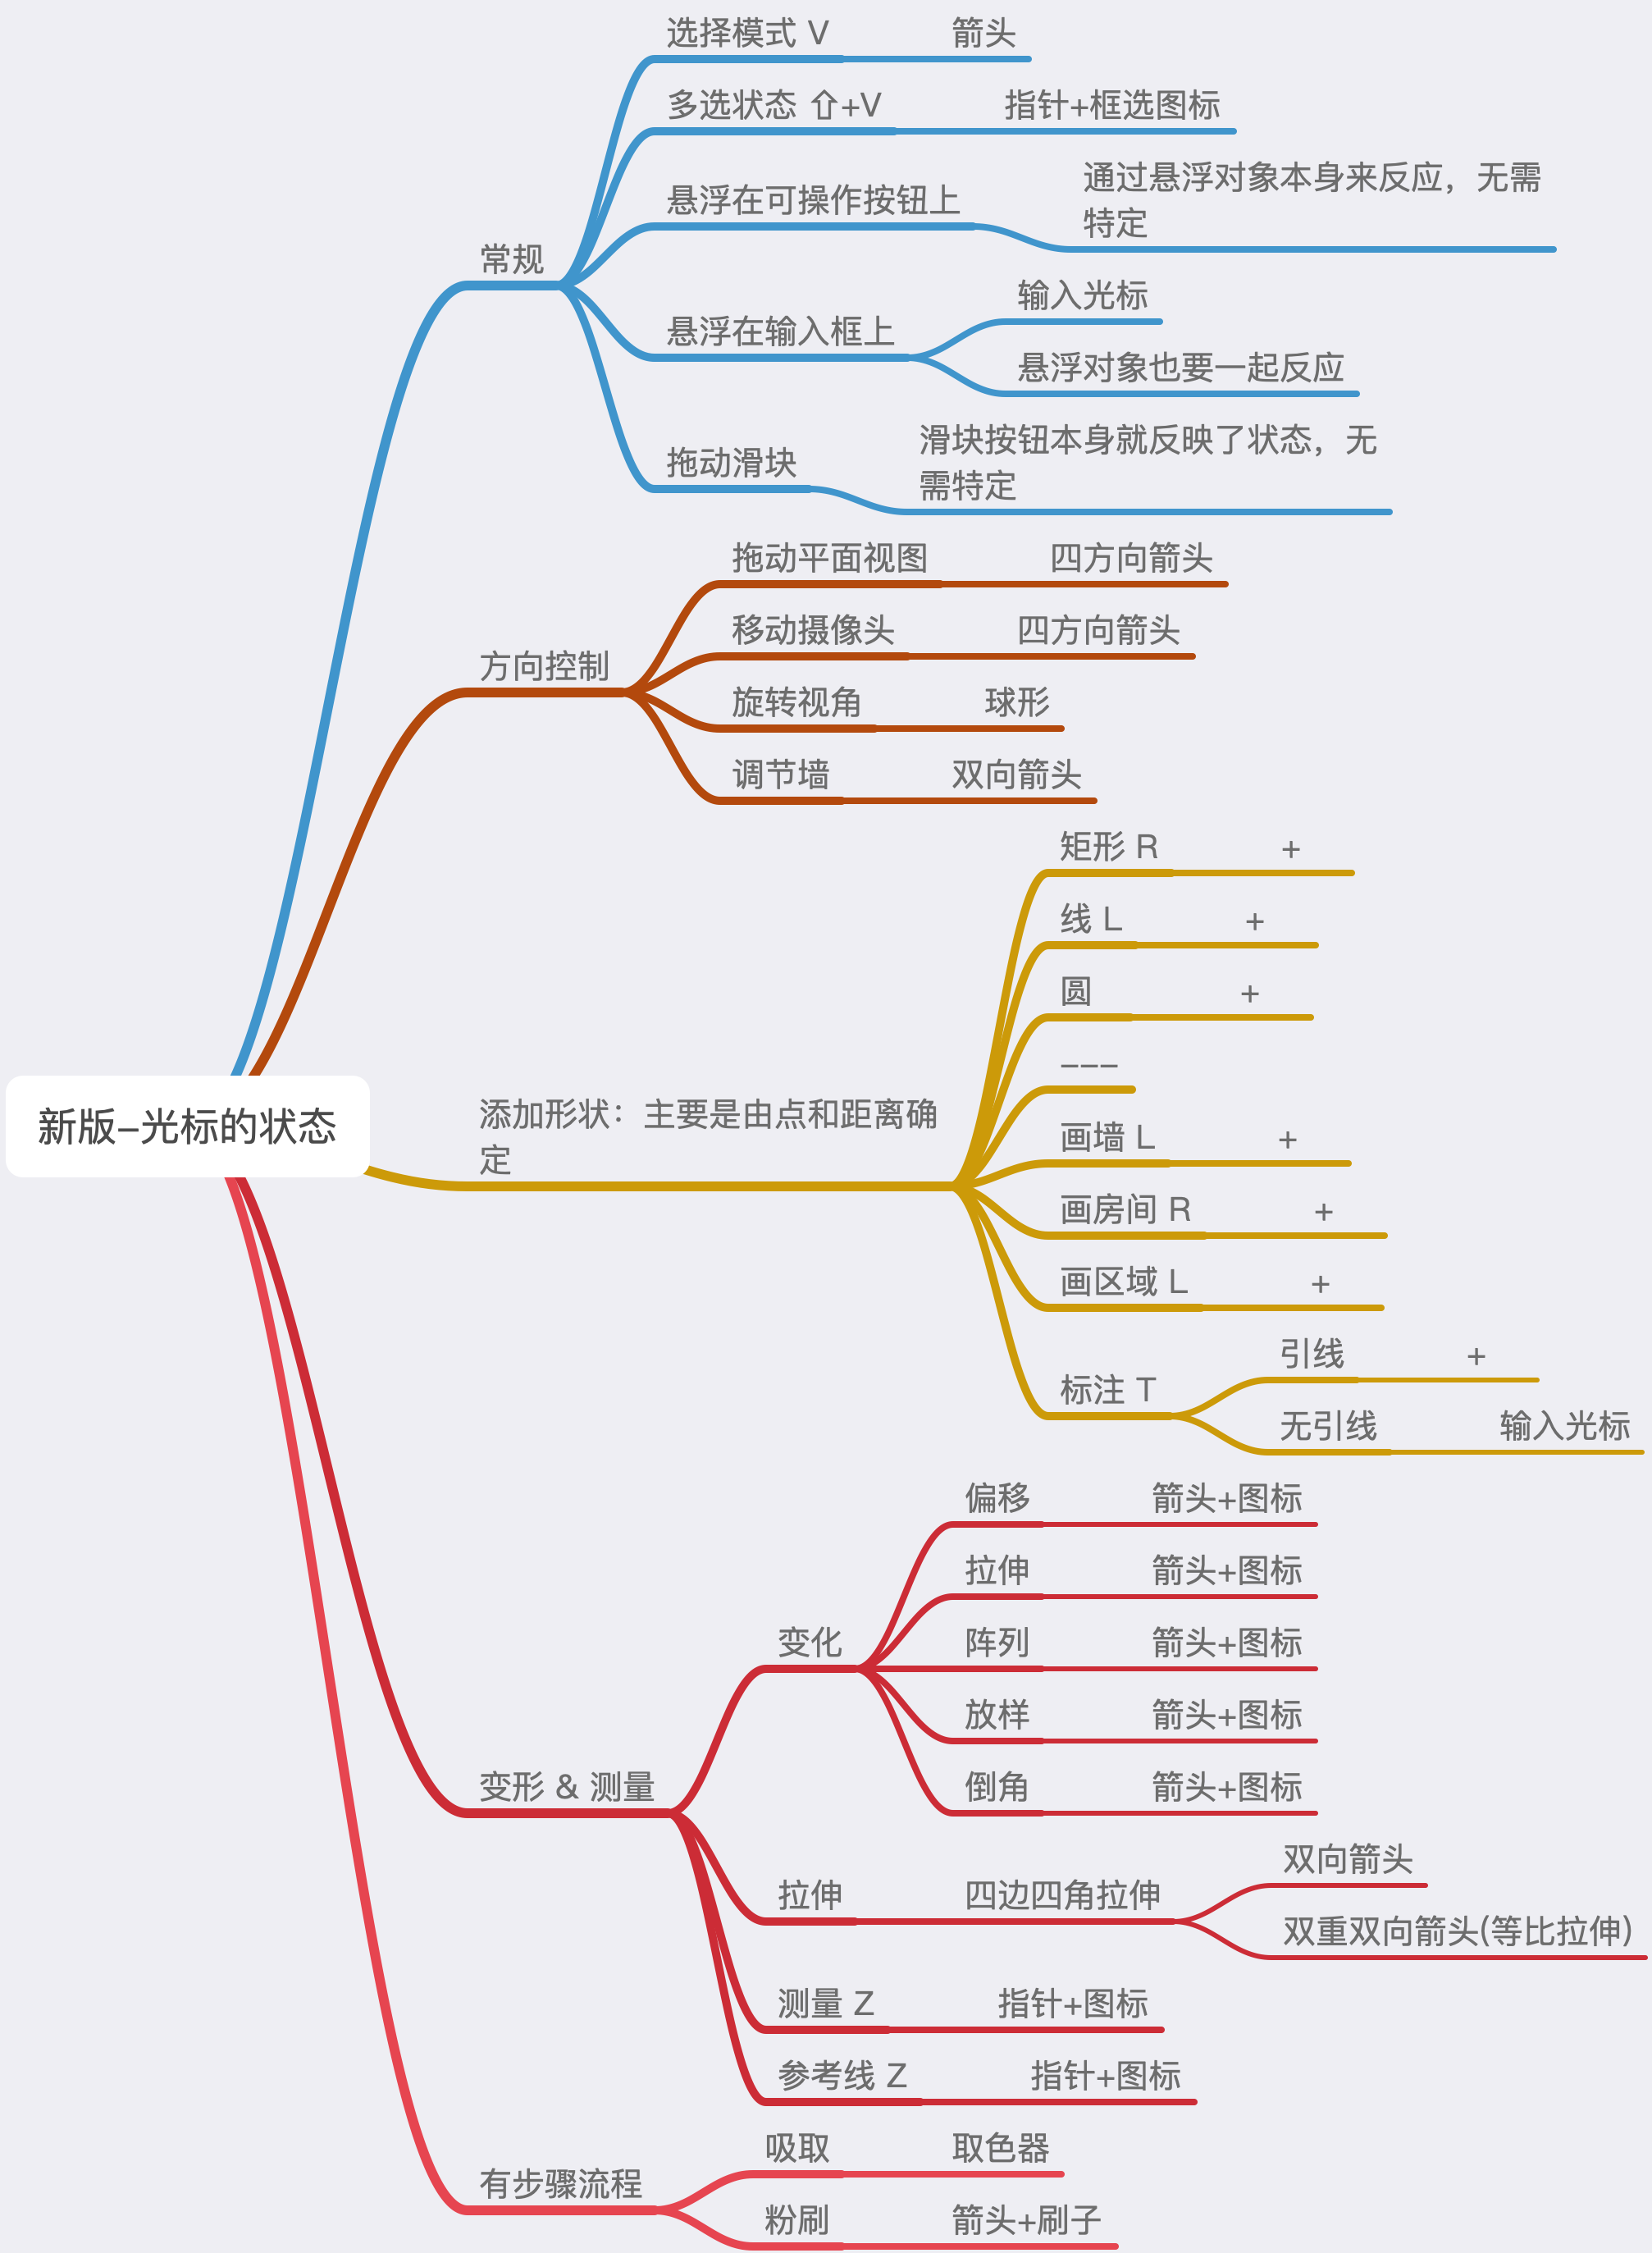 新版-光标的状态
常规
选择模式 V
箭头
多选状态 ⇧+V
指针+框选图标
悬浮在可操作按钮上
通过悬浮对象本身来反应，无需
特定
悬浮在输入框上
输入光标
悬浮对象也要一起反应
拖动滑块
滑块按钮本身就反映了状态，无
需特定
方向控制
拖动平面视图
四方向箭头
移动摄像头
四方向箭头
旋转视角
球形
调节墙
双向箭头
添加形状：主要是由点和距离确
定
矩形 R
+
线 L
+
圆
+
---
画墙 L
+
画房间 R
+
画区域 L
+
标注 T
引线
+
无引线
输入光标
变形 & 测量
变化
偏移
箭头+图标
拉伸
箭头+图标
阵列
箭头+图标
放样
箭头+图标
倒角
箭头+图标
拉伸
四边四角拉伸
双向箭头
双重双向箭头(等比拉伸)
测量 Z
指针+图标
参考线 Z
指针+图标
有步骤流程
吸取
取色器
粉刷
箭头+刷子